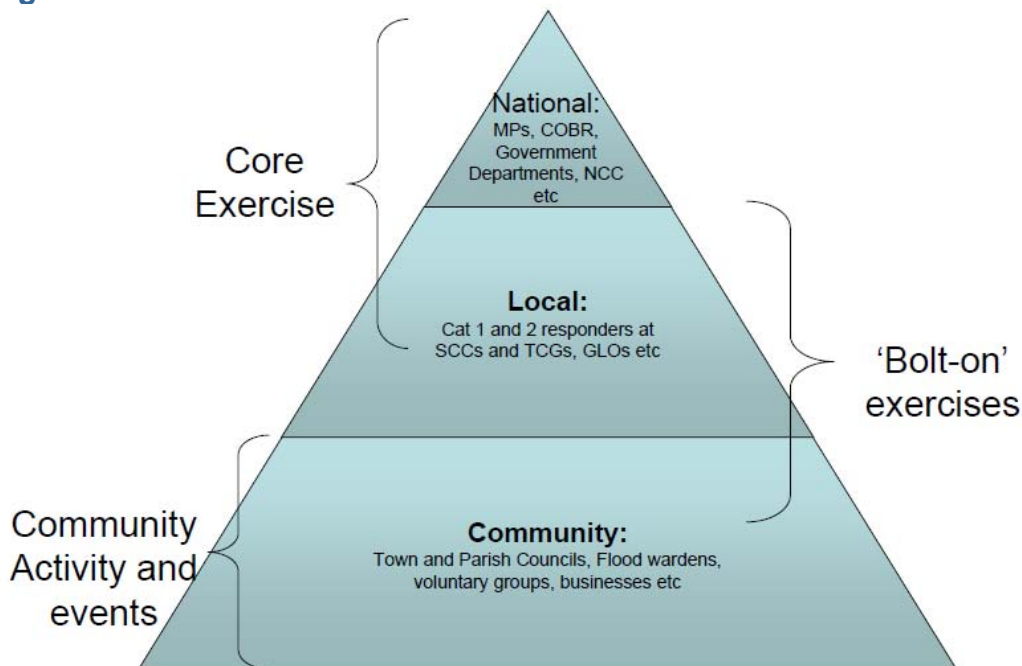 National:
MPs, COBR,
Government
Departments, NCC
etc
Core
Exercise
Local:
Cat 1 and 2 responders at
SCCs and TCGs, GLOs etc
'Bolt-on'
exercises
Community:
Town and Parish Councils, Flood wardens,
voluntary groups, businesses etc
Community
Activity and
events